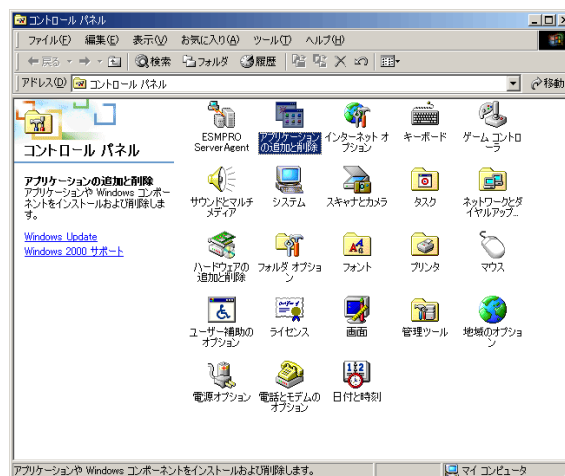 コントロール パネル
ファイル(F) 編集(E) 表示(V) お気に入り(A) ツール(T) ヘルプ(H)
戻る 検索 フォルダ 履歴
アドレス(D) コントロール パネル 移動
コントロール パネル
アプリケーションの追加と削除
アプリケーションや Windows コンポー
ネントをインストールおよび削除しま
す。
Windows Update
Windows 2000 サポート
ESMPRO
ServerAgent
アプリケーション
の追加と削除
インターネット オ
プション
キーボード
ゲーム コントロ
ーラ
サウンドとマルチ
メディア
システム
スキャナとカメラ
タスク
ネットワークとダ
イヤルアップ...
ハードウェアの
追加と削除
フォルダ オプショ
ン
フォント
プリンタ
マウス
ユーザー補助の
オプション
ライセンス
画面
管理ツール
地域のオプショ
ン
電源オプション
電話とモデムの
オプション
日付と時刻
アプリケーションや Windows コンポーネントをインストールおよび削除します。 マイ コンピュータ